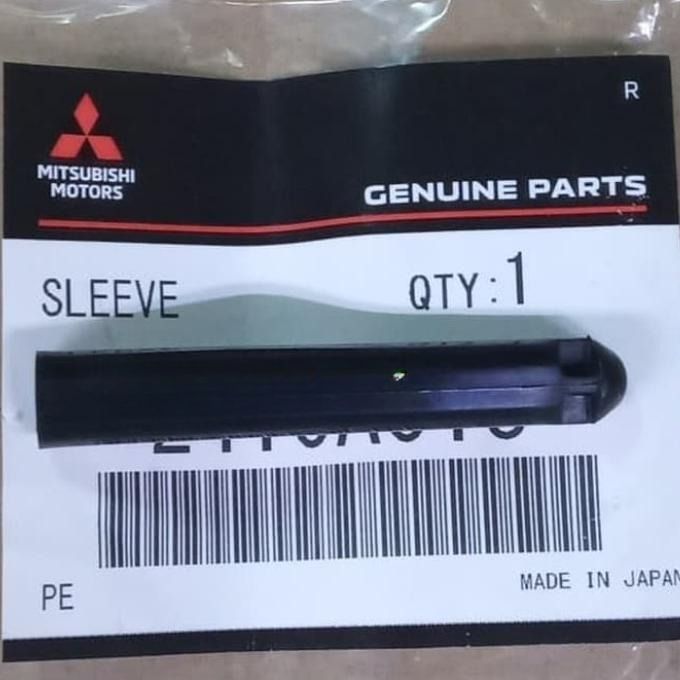 R
MITSUBISHI
MOTORS
GENUINE PARTS
SLEEVE
QTY:1
PE
MADE IN JAPAN